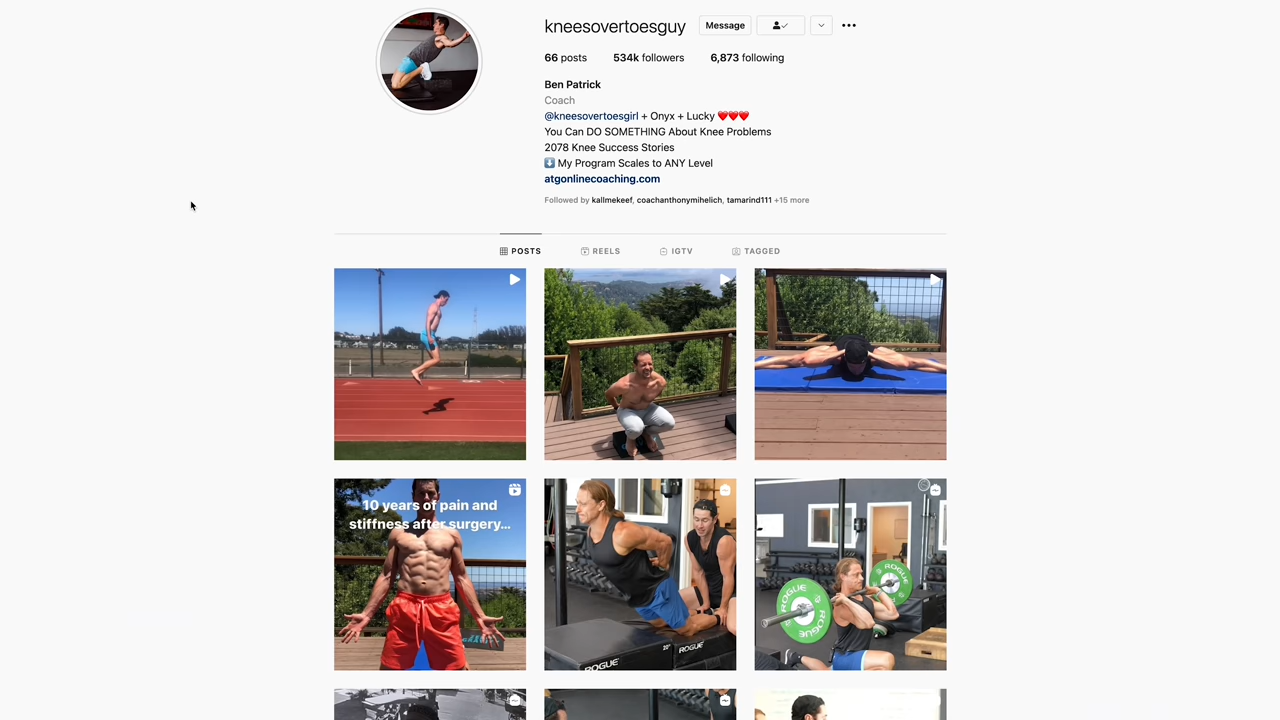 kneesovertoesguy Message
66 posts 534k followers 6,873 following
Ben Patrick
Coach
@kneesovertoesgirl + Onyx + Lucky ❤️❤️❤️
You Can DO SOMETHING About Knee Problems
2078 Knee Success Stories
⬇️ My Program Scales to ANY Level
atgonlinecoaching.com
Followed by kallmekeef, coachanthonymihelich, tamarind111 +15 more
POSTS REELS IGTV TAGGED
10 years of pain and
stiffness after surgery...
ROGUE
20"
ROGUE
ROGUE
ROGUE
ROGUE
ROGUE